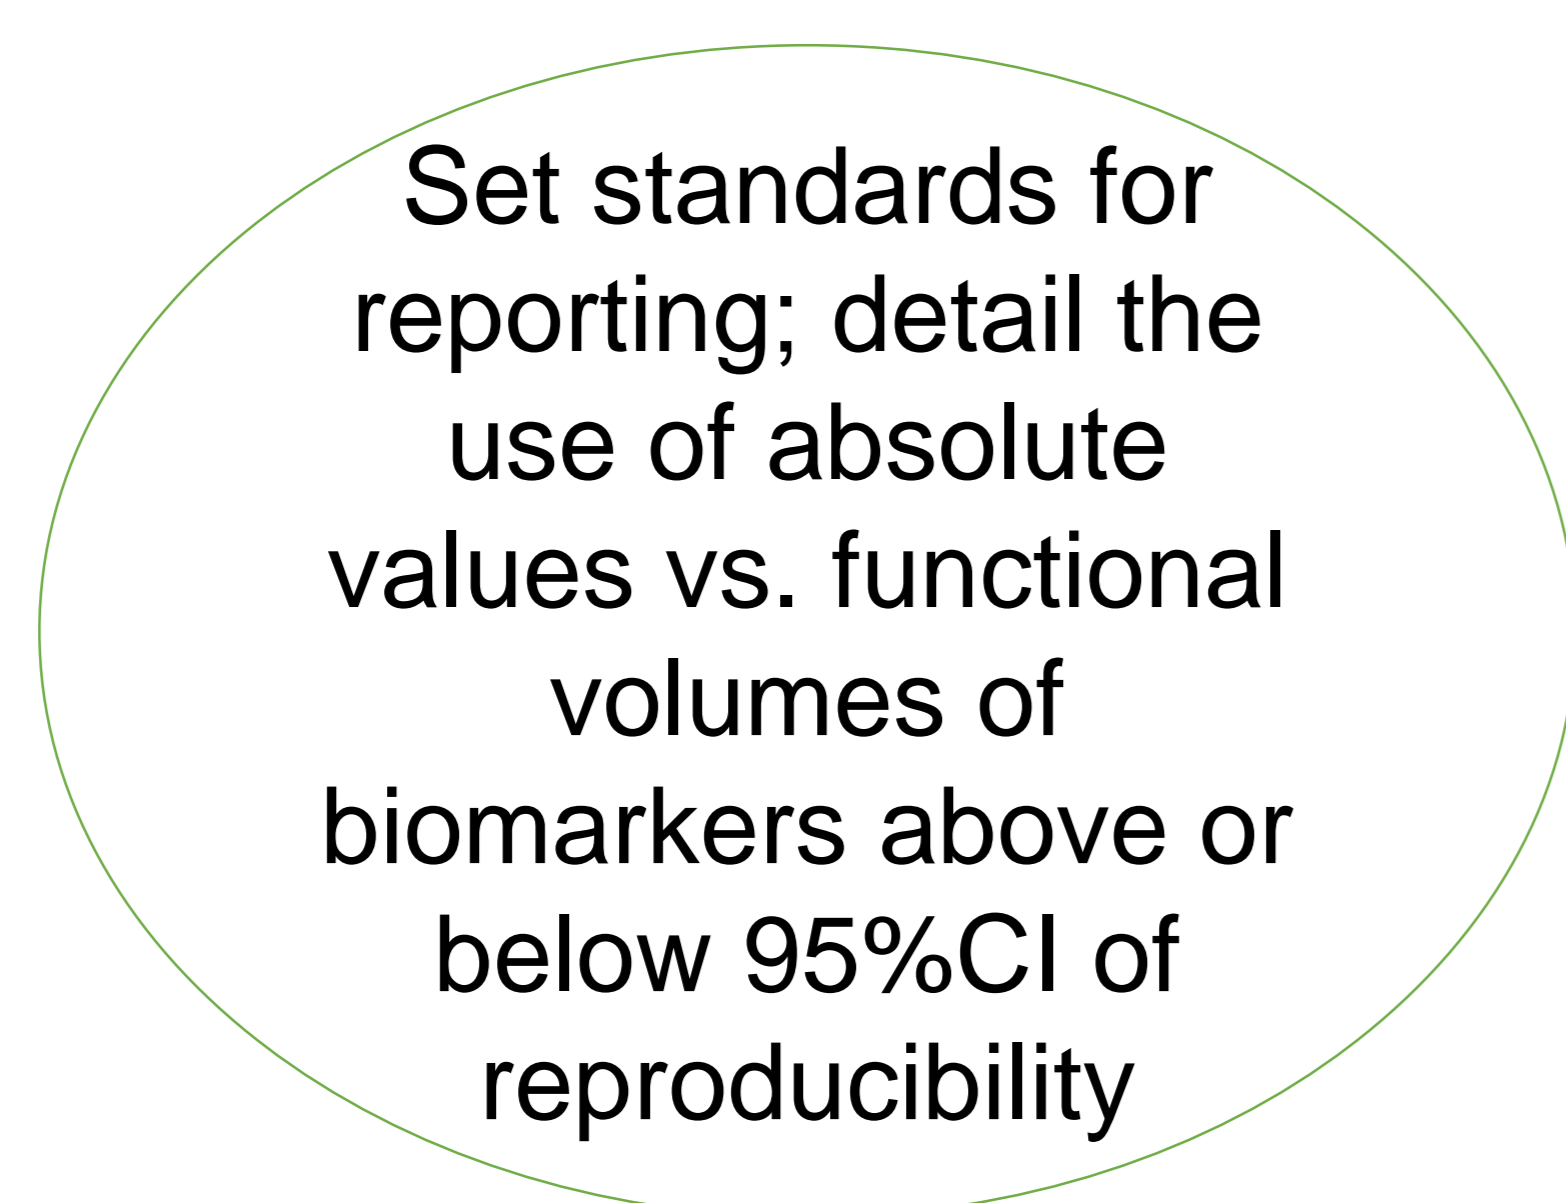 Set standards for
reporting; detail the
use of absolute
values vs. functional
volumes of
biomarkers above or
below 95%CI of
reproducibility